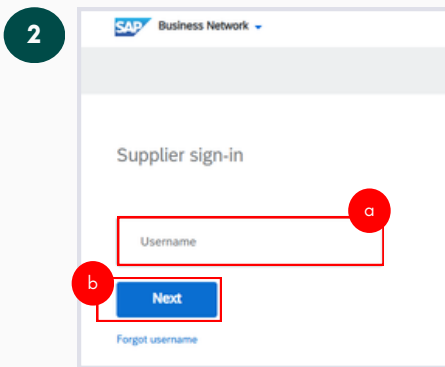 2
SAP Business Network
Supplier sign-in
a
Username
b
Next
Forgot username